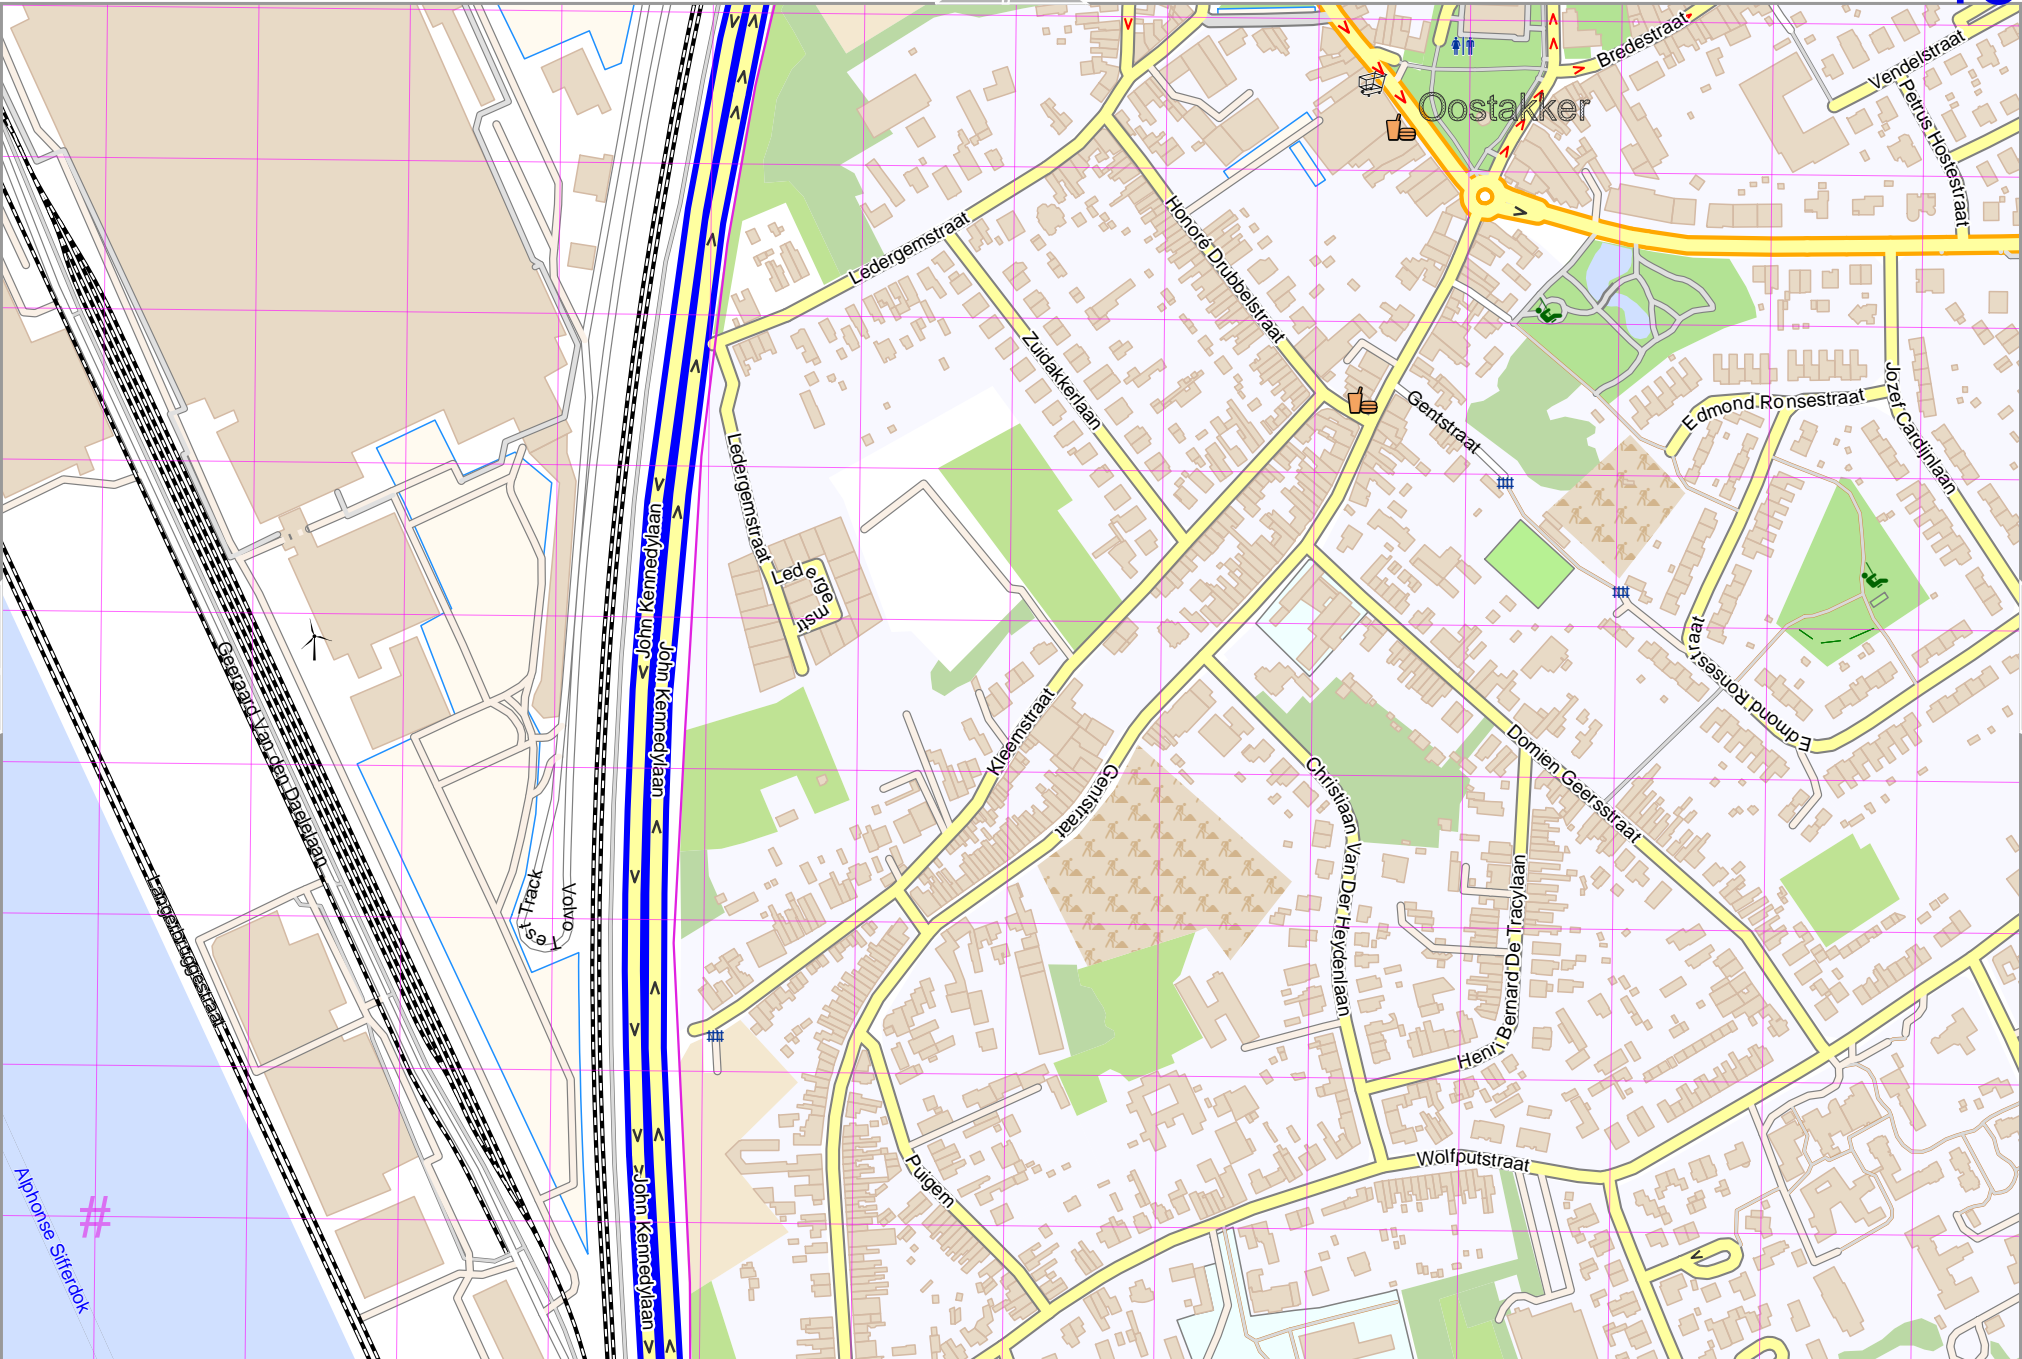 Bredestraat
Vendelstraat
Oostakker
Petrus Hostestraat
Ledergemstraat
Honoré Drubbelstraat
Zuidakkerlaan
Gentstraat
Edmond Ronsestraat
Jozef Cardijnlaan
Ledergemstraat
John Kennedylaan
Ledergemstr
John Kennedylaan
Geeraard Van den Daelelaan
Edmond Ronsestraat
Kleemstraat
Domien Geersstraat
Gentstraat
Christiaan Van Der Heydenlaan
Henri Bernard De Tracylaan
Volvo
Test Track
Langerbruggestraat
Puigem
Wolfputstraat
John Kennedylaan
Alphonse Sifferdok
#